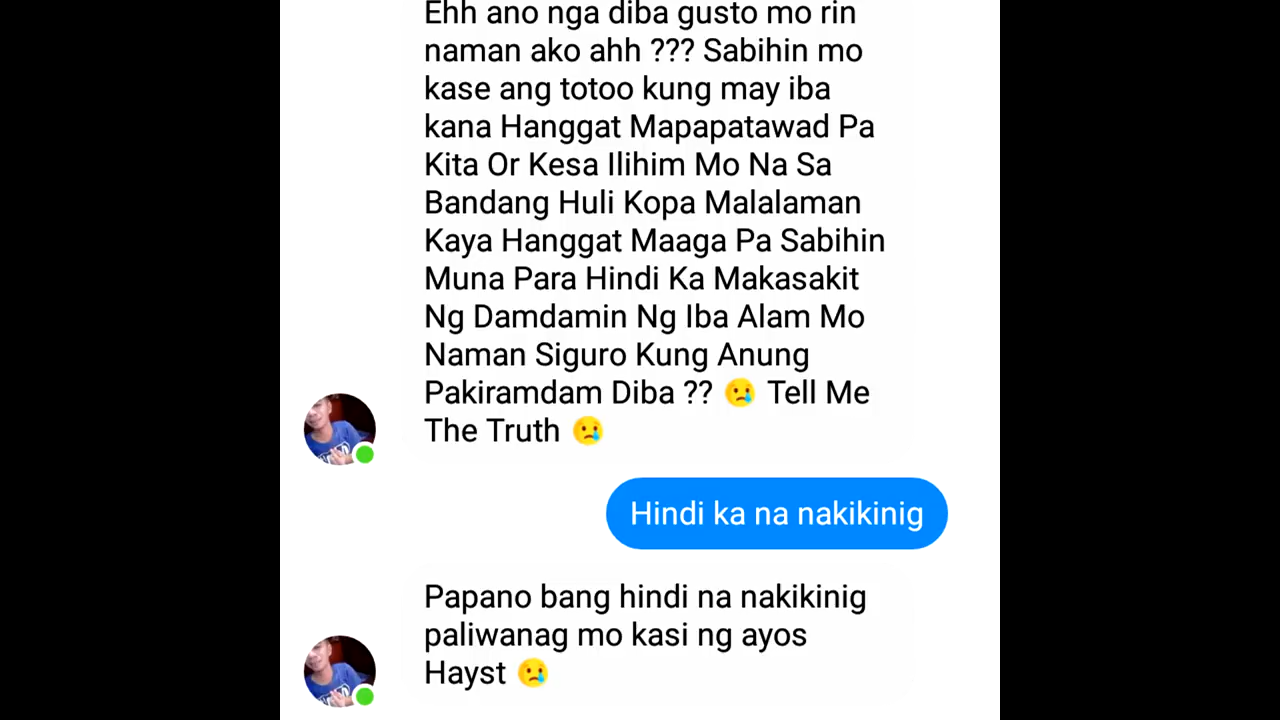 Ehh ano nga diba gusto mo rin
naman ako ahh ??? Sabihin mo
kase ang totoo kung may iba
kana Hanggat Mapapatawad Pa
Kita Or Kesa Ilihim Mo Na Sa
Bandang Huli Kopa Malalaman
Kaya Hanggat Maaga Pa Sabihin
Muna Para Hindi Ka Makasakit
Ng Damdamin Ng Iba Alam Mo
Naman Siguro Kung Anung
Pakiramdam Diba ?? 😢 Tell Me
The Truth 😢
Hindi ka na nakikinig
Papano bang hindi na nakikinig
paliwanag mo kasi ng ayos
Hayst 😢